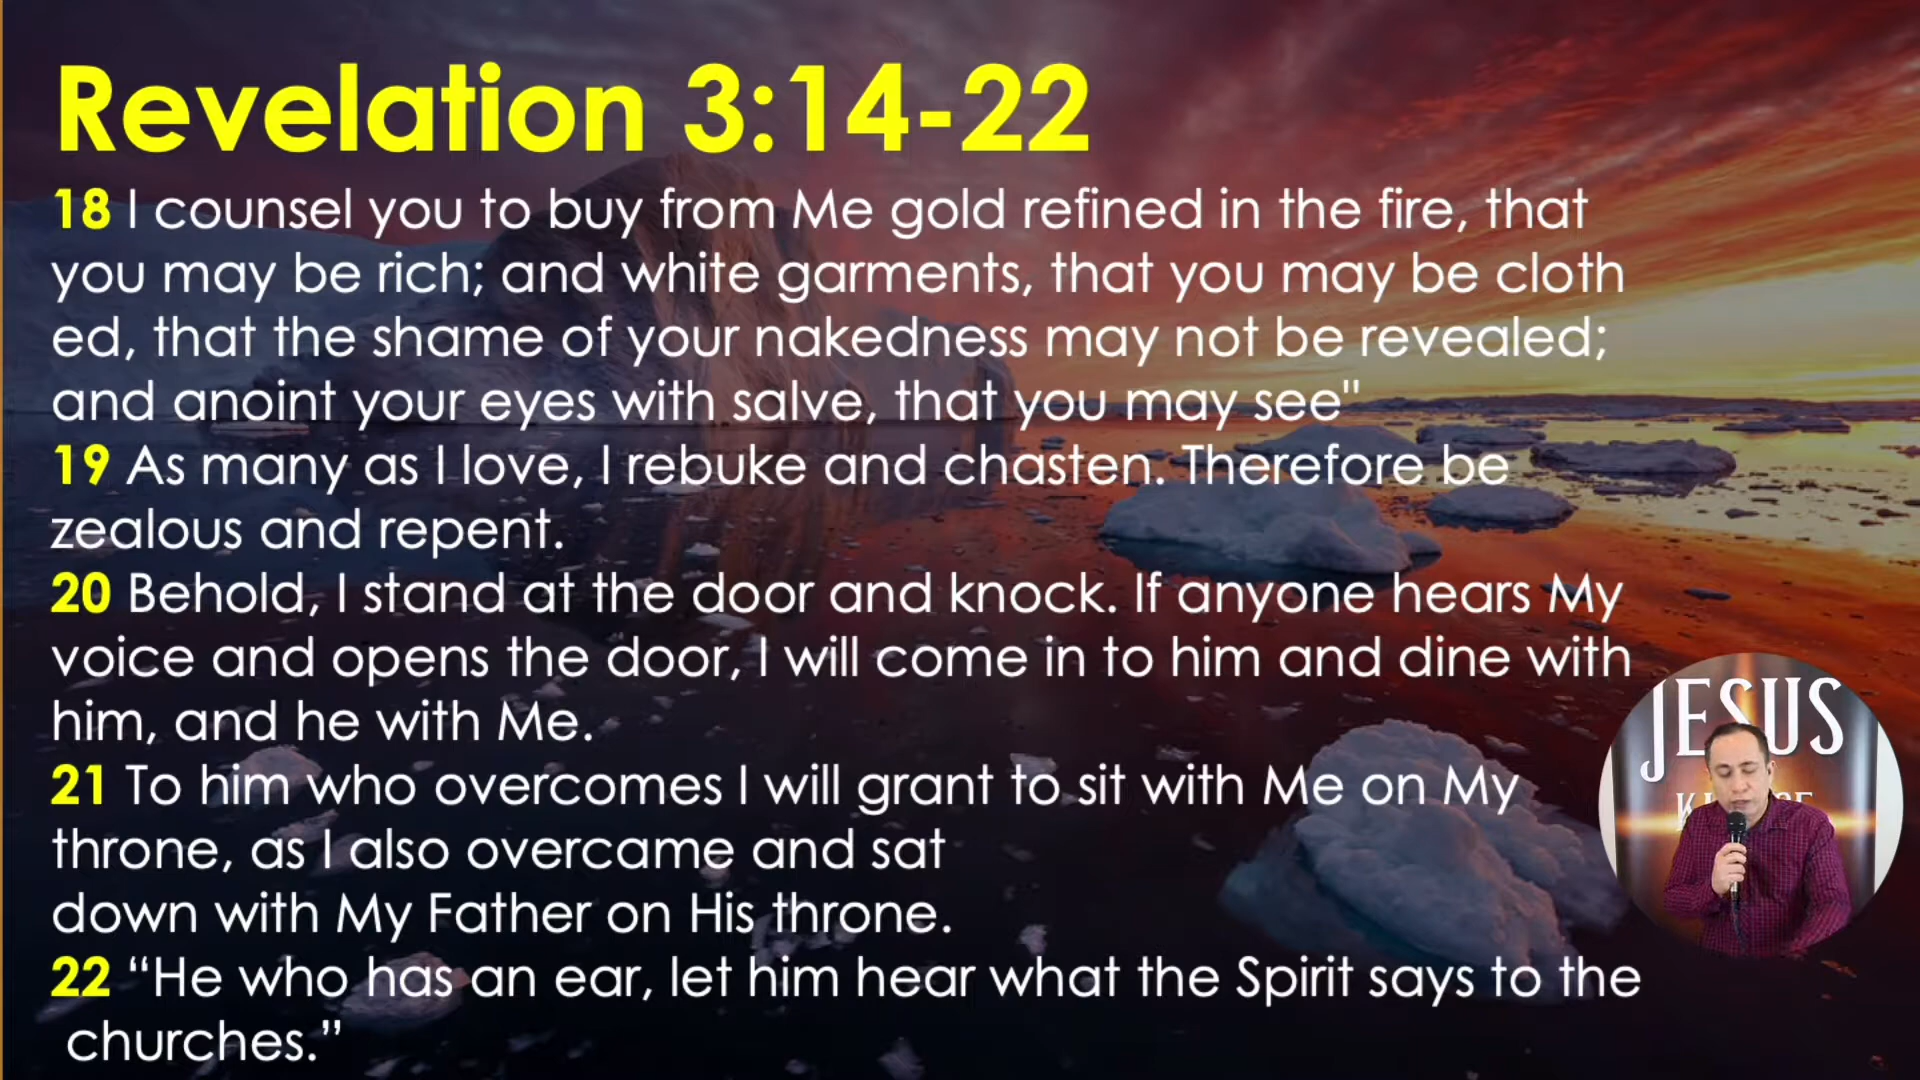 Revelation 3:14-22
18 I counsel you to buy from Me gold refined in the fire, that
you may be rich; and white garments, that you may be cloth
ed, that the shame of your nakedness may not be revealed;
and anoint your eyes with salve, that you may see"
19 As many as I love, I rebuke and chasten. Therefore be
zealous and repent.
20 Behold, I stand at the door and knock. If anyone hears My
voice and opens the door, I will come in to him and dine with
him, and he with Me.
21 To him who overcomes I will grant to sit with Me on My
throne, as I also overcame and sat
down with My Father on His throne.
22 “He who has an ear, let him hear what the Spirit says to the
churches.”
JESUS